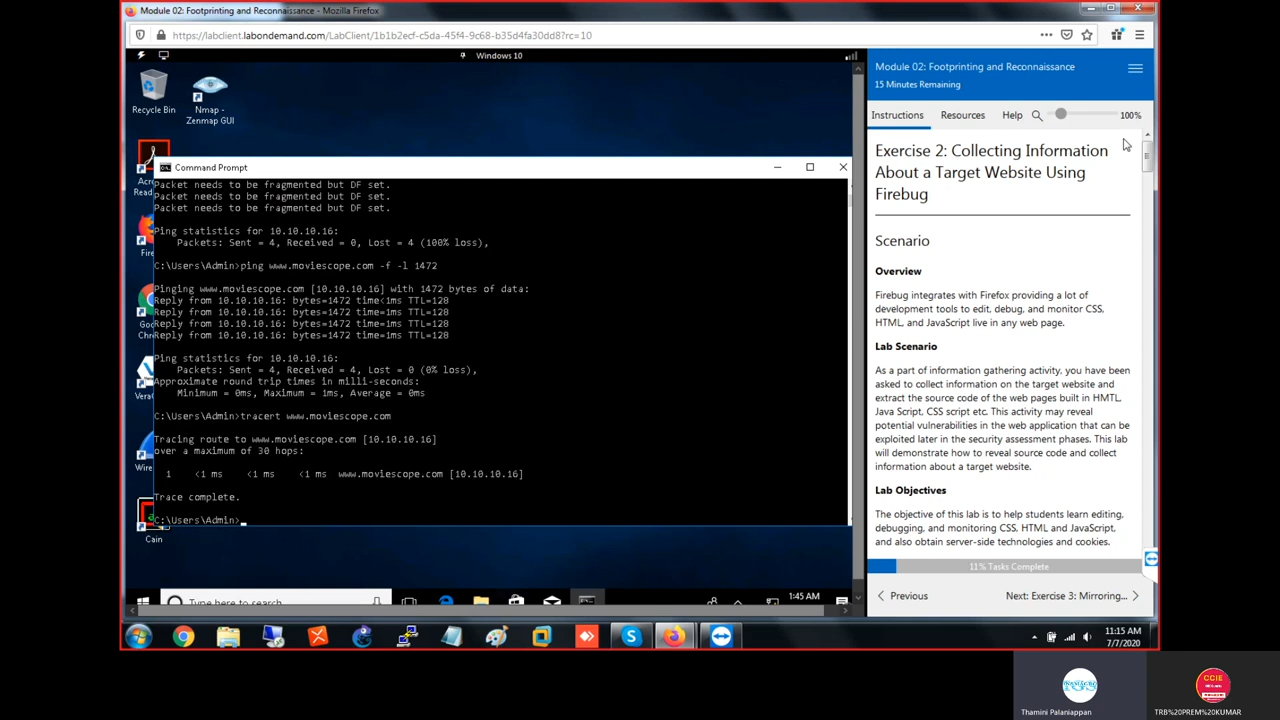 Module 02: Footprinting and Reconnaissance - Mozilla Firefox
https://labclient.labondemand.com/LabClient/1b1b2ecf-c5da-45f4-9c68-b35d4fa30dd8?rc=10
Windows 10
Recycle Bin
Nmap - Zenmap GUI
Command Prompt
Packet needs to be fragmented but DF set.
Packet needs to be fragmented but DF set.
Packet needs to be fragmented but DF set.
Ping statistics for 10.10.10.16:
Packets: Sent = 4, Received = 0, Lost = 4 (100% loss),
C:\Users\Admin>ping www.moviescope.com -f -l 1472
Pinging www.moviescope.com [10.10.10.16] with 1472 bytes of data:
Reply from 10.10.10.16: bytes=1472 time<1ms TTL=128
Reply from 10.10.10.16: bytes=1472 time=1ms TTL=128
Reply from 10.10.10.16: bytes=1472 time=1ms TTL=128
Reply from 10.10.10.16: bytes=1472 time=1ms TTL=128
Ping statistics for 10.10.10.16:
Packets: Sent = 4, Received = 4, Lost = 0 (0% loss),
Approximate round trip times in milli-seconds:
Minimum = 0ms, Maximum = 1ms, Average = 0ms
C:\Users\Admin>tracert www.moviescope.com
Tracing route to www.moviescope.com [10.10.10.16]
over a maximum of 30 hops:
1 <1 ms <1 ms <1 ms www.moviescope.com [10.10.10.16]
Trace complete.
C:\Users\Admin>
Acro
Read
Fire
Goo
Chr
Vera
Wire
Cain
Type here to search
1:45 AM
Module 02: Footprinting and Reconnaissance
15 Minutes Remaining
Instructions Resources Help 100%
Exercise 2: Collecting Information
About a Target Website Using
Firebug
Scenario
Overview
Firebug integrates with Firefox providing a lot of
development tools to edit, debug, and monitor CSS,
HTML, and JavaScript live in any web page.
Lab Scenario
As a part of information gathering activity, you have been
asked to collect information on the target website and
extract the source code of the web pages built in HMTL,
Java Script, CSS script etc. This activity may reveal
potential vulnerabilities in the web application that can be
exploited later in the security assessment phases. This lab
will demonstrate how to reveal source code and collect
information about a target website.
Lab Objectives
The objective of this lab is to help students learn editing,
debugging, and monitoring CSS, HTML and JavaScript,
and also obtain server-side technologies and cookies.
11% Tasks Complete
Previous Next: Exercise 3: Mirroring...
11:15 AM
7/7/2020
Thamini Palaniappan
CCIE
TRB%20PREM%20KUMAR